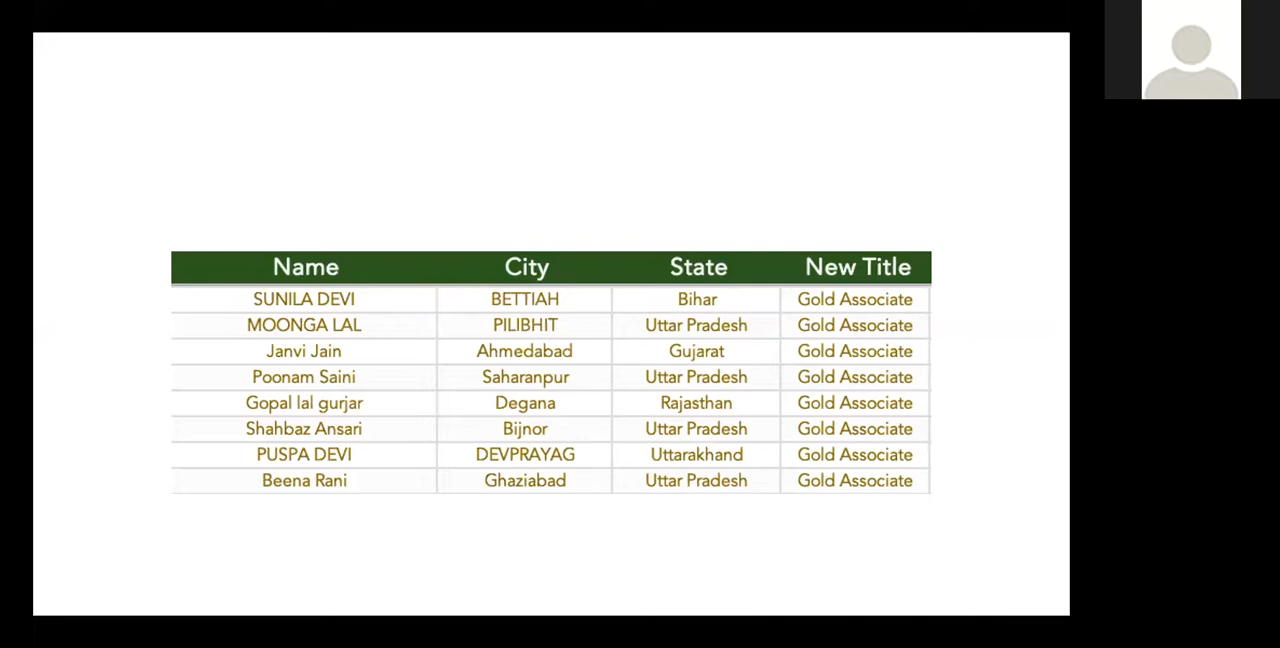 Name City State New Title
SUNILA DEVI BETTIAH Bihar Gold Associate
MOONGA LAL PILIBHIT Uttar Pradesh Gold Associate
Janvi Jain Ahmedabad Gujarat Gold Associate
Poonam Saini Saharanpur Uttar Pradesh Gold Associate
Gopal lal gurjar Degana Rajasthan Gold Associate
Shahbaz Ansari Bijnor Uttar Pradesh Gold Associate
PUSPA DEVI DEVPRAYAG Uttarakhand Gold Associate
Beena Rani Ghaziabad Uttar Pradesh Gold Associate